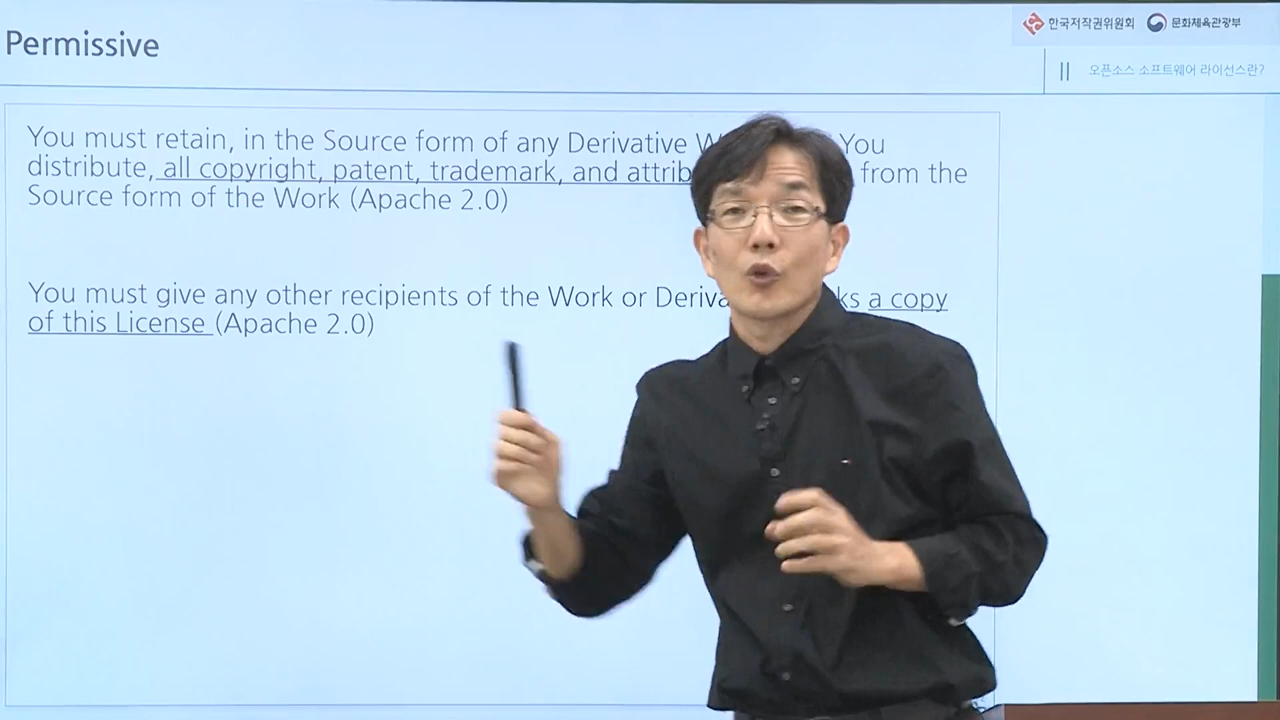 Permissive
한국저작권위원회 문화체육관광부
오픈소스 소프트웨어 라이선스란?
You must retain, in the Source form of any Derivative You
distribute, all copyright, patent, trademark, and from the
Source form of the Work (Apache 2.0)
You must give any other recipients of the Work or a copy
of this License (Apache 2.0)